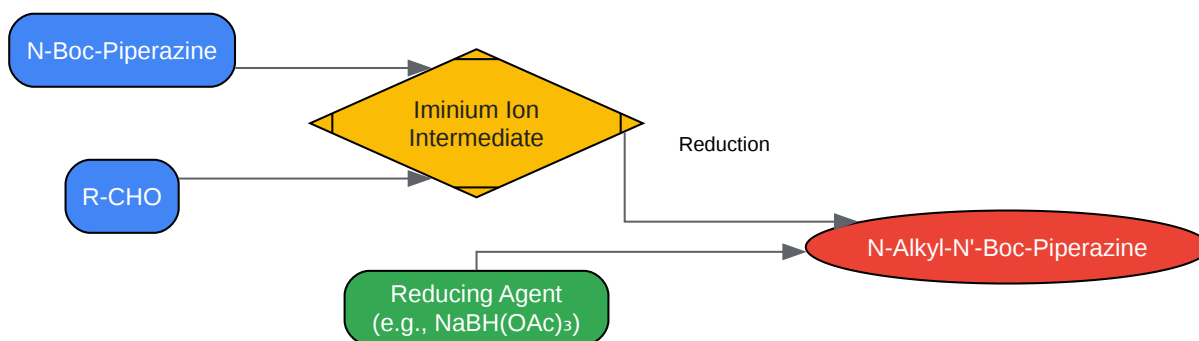 N-Boc-Piperazine
Iminium Ion
Intermediate
Reduction
R-CHO
N-Alkyl-N'-Boc-Piperazine
Reducing Agent
(e.g., NaBH(OAc)₃)